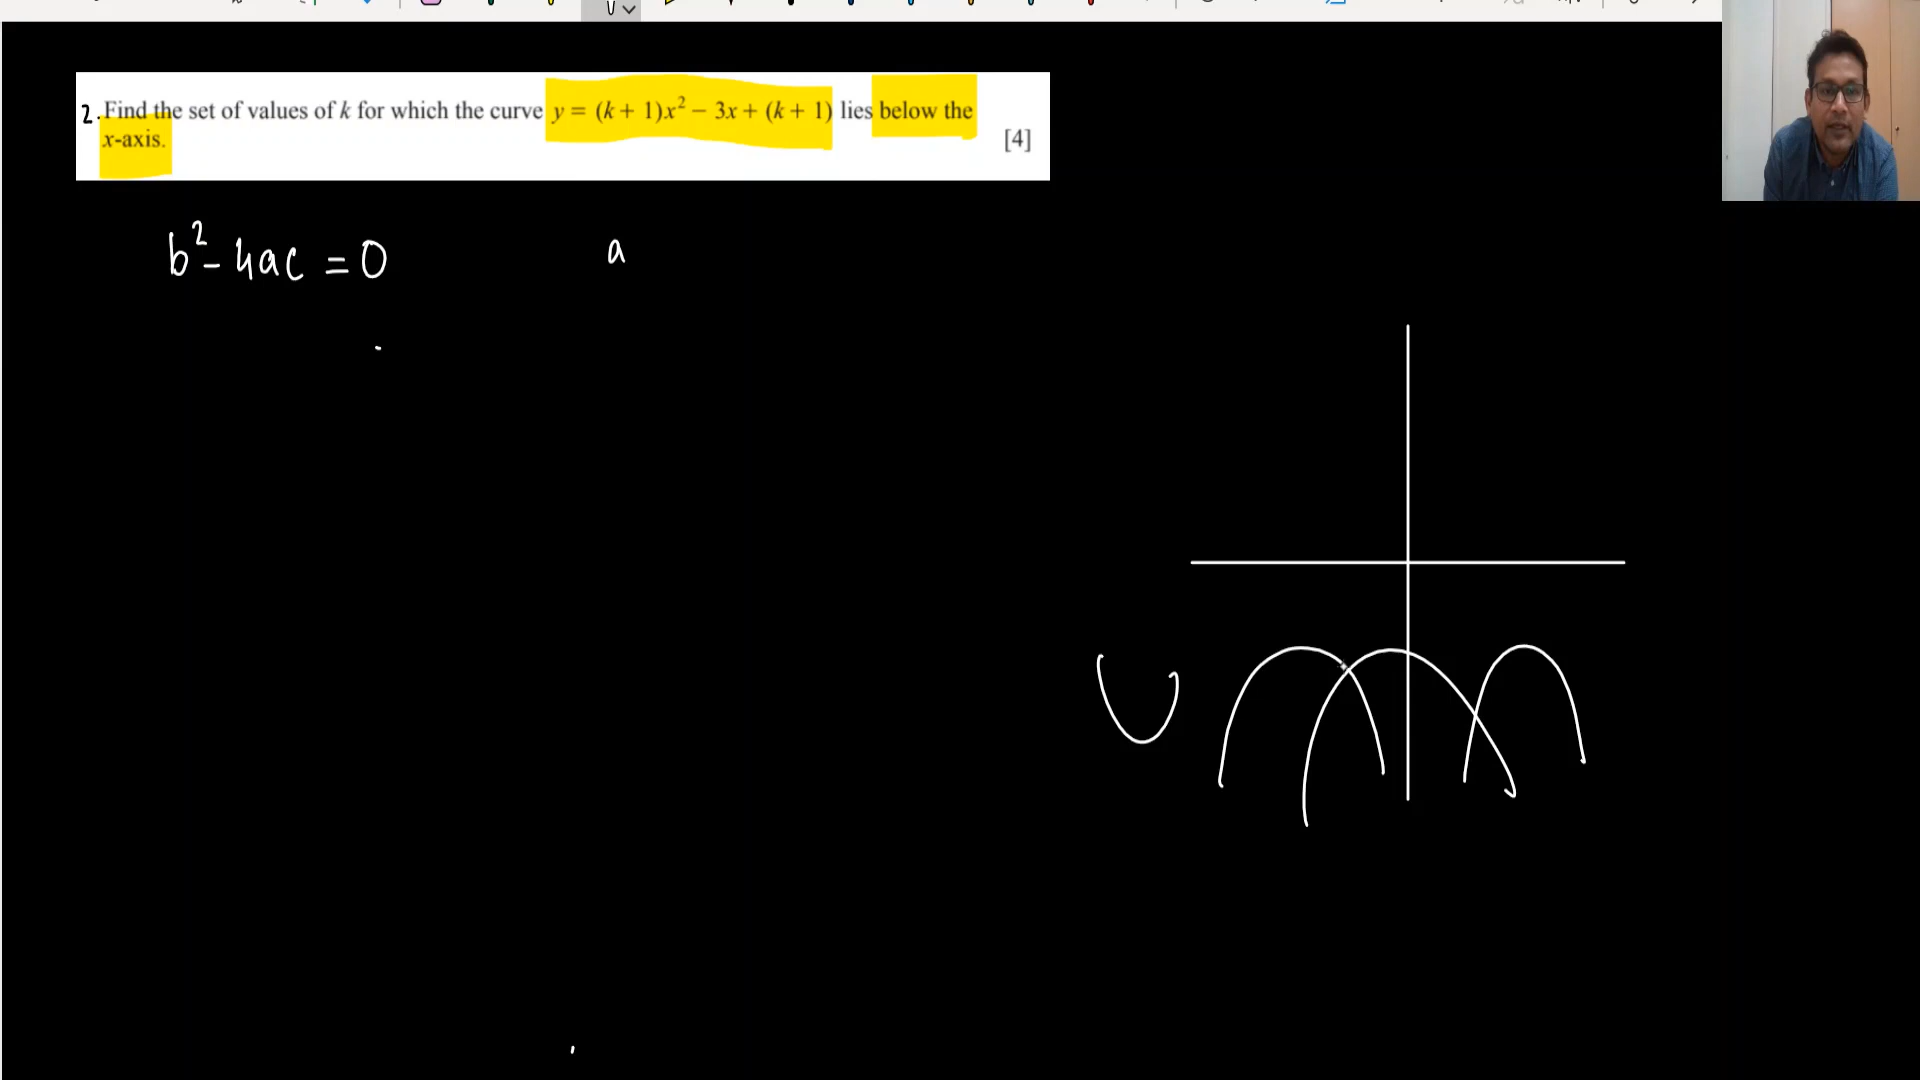 2. Find the set of values of k for which the curve y = (k + 1)x² − 3x + (k + 1) lies below the
x-axis.
[4]
b² - 4ac = 0
a